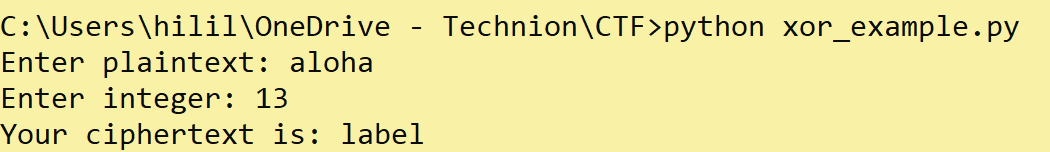 C:\Users\hilil\OneDrive - Technion\CTF>python xor_example.py
Enter plaintext: aloha
Enter integer: 13
Your ciphertext is: label